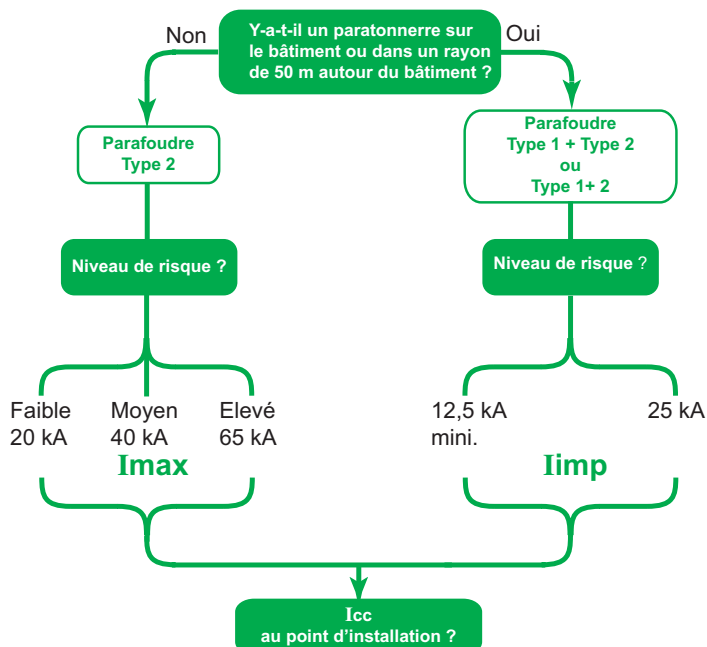 Non
Y-a-t-il un paratonnerre sur
le bâtiment ou dans un rayon
de 50 m autour du bâtiment ?
Oui
Parafoudre
Type 2
Parafoudre
Type 1 + Type 2
ou
Type 1+ 2
Niveau de risque ?
Niveau de risque ?
Faible
20 kA
Moyen
40 kA
Elevé
65 kA
Imax
12,5 kA
mini.
25 kA
Iimp
Icc
au point d'installation ?